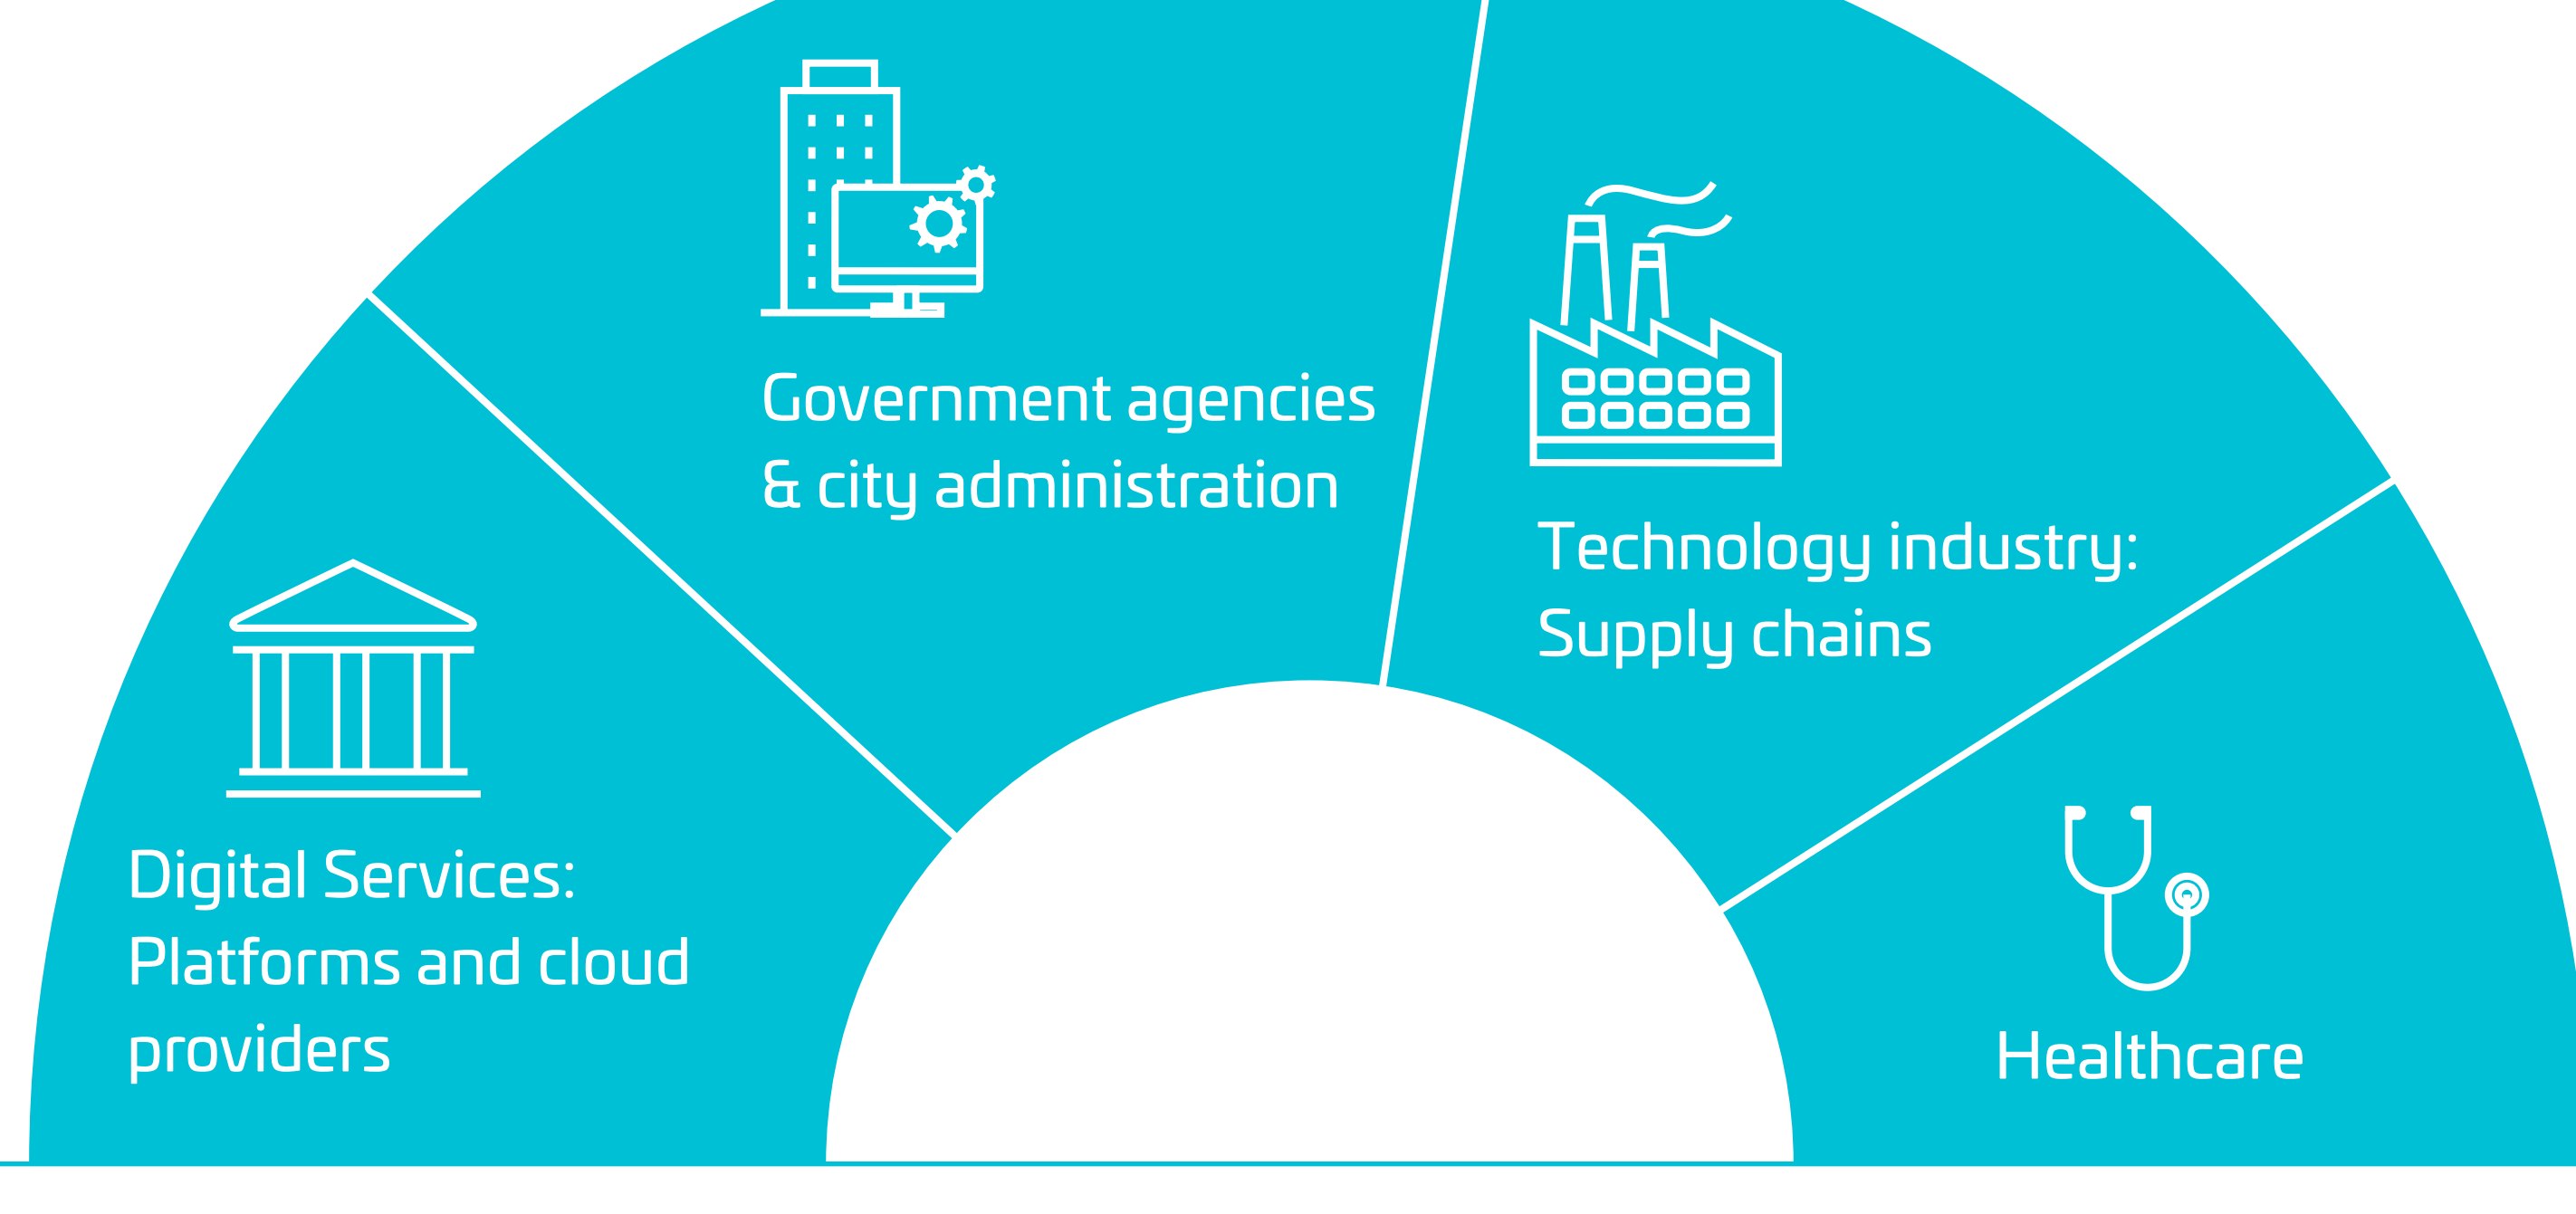 Government agencies
& city administration
Technology industry:
Supply chains
Digital Services:
Platforms and cloud
providers
Healthcare